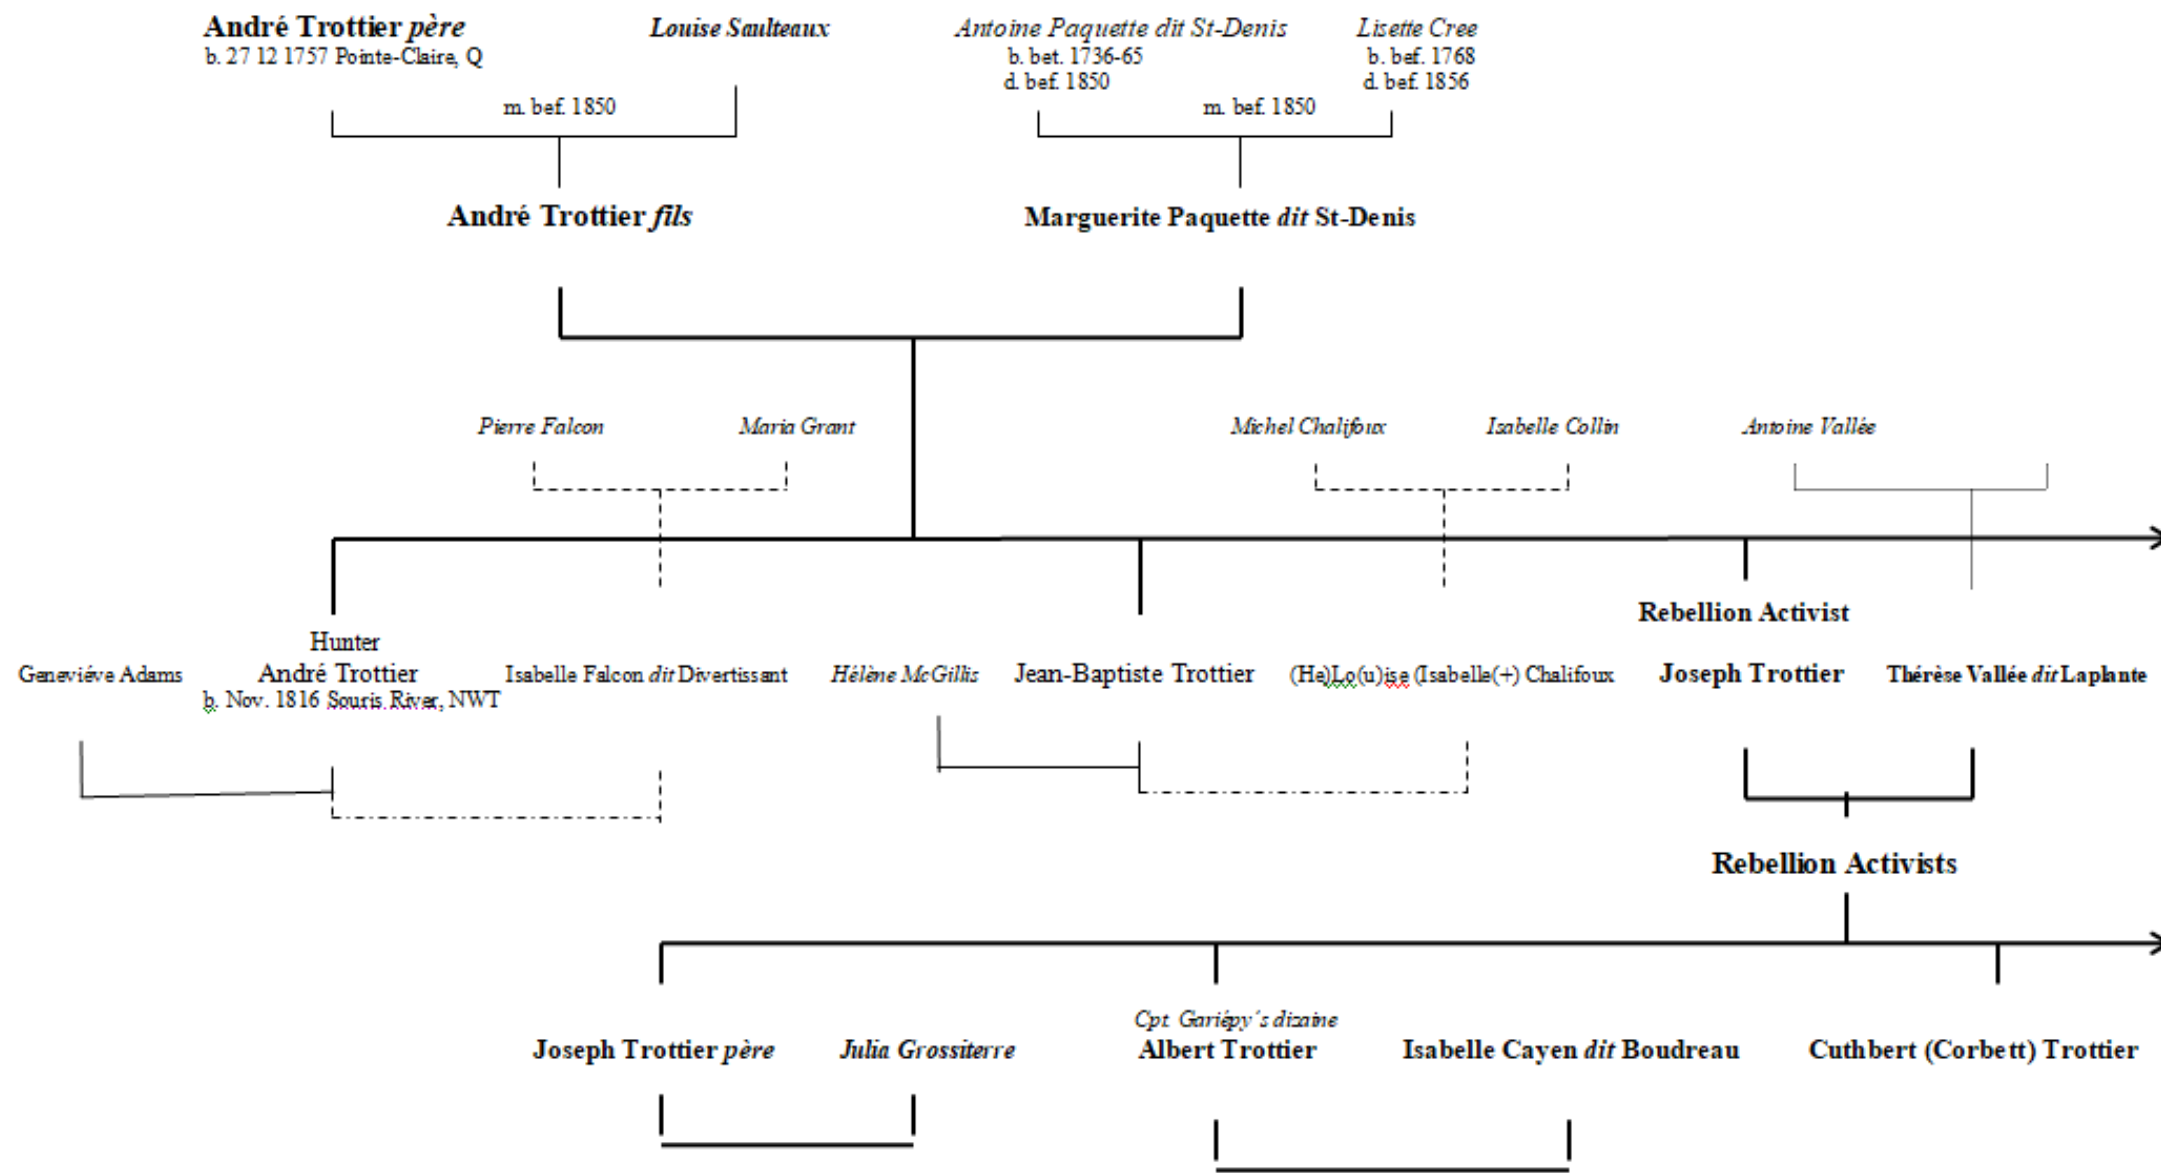 André Trottier père
b. 27 12 1757 Pointe-Claire, Q
Louise Saulteaux
Antoine Paquette dit St-Denis
b. bet. 1736-65
d. bef. 1850
Lisette Cree
b. bef. 1768
d. bef. 1856
m. bef. 1850
m. bef. 1850
André Trottier fils
Marguerite Paquette dit St-Denis
Pierre Falcon
Maria Grant
Michel Chalifoux
Isabelle Collin
Antoine Vallée
Rebellion Activist
Hunter
Geneviéve Adams
André Trottier
b. Nov. 1816 Souris River, NWT
Isabelle Falcon dit Divertissant
Hélène McGillis
Jean-Baptiste Trottier
(He)Lo(u)ise (Isabelle(+) Chalifoux
Joseph Trottier
Thérèse Vallée dit Laplante
Rebellion Activists
Joseph Trottier père
Julia Grossiterre
Cpt. Gariépy´s dizaine
Albert Trottier
Isabelle Cayen dit Boudreau
Cuthbert (Corbett) Trottier